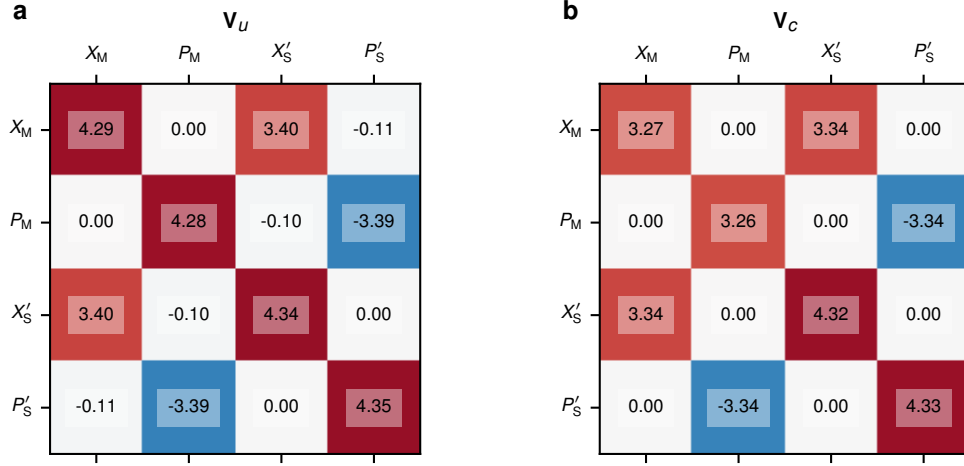 a
V_u
X_M P_M X′_S P′_S
X_M 4.29 0.00 3.40 -0.11
P_M 0.00 4.28 -0.10 -3.39
X′_S 3.40 -0.10 4.34 0.00
P′_S -0.11 -3.39 0.00 4.35
b
V_c
X_M P_M X′_S P′_S
X_M 3.27 0.00 3.34 0.00
P_M 0.00 3.26 0.00 -3.34
X′_S 3.34 0.00 4.32 0.00
P′_S 0.00 -3.34 0.00 4.33